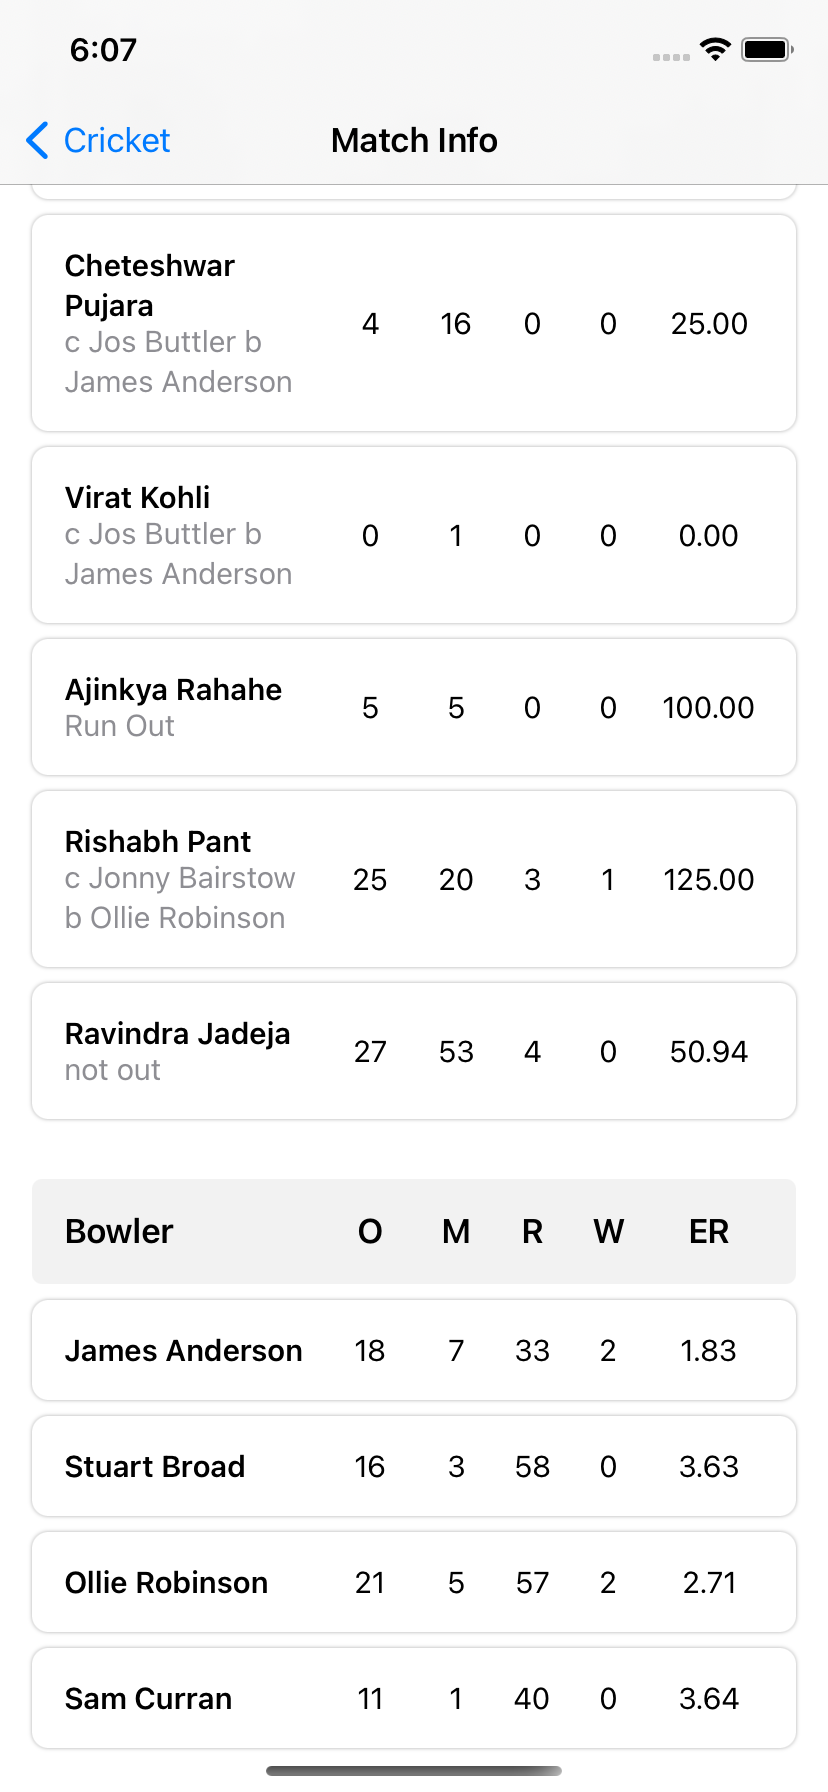 6:07
Cricket Match Info
Cheteshwar
Pujara
c Jos Buttler b
James Anderson
4 16 0 0 25.00
Virat Kohli
c Jos Buttler b
James Anderson
0 1 0 0 0.00
Ajinkya Rahahe
Run Out
5 5 0 0 100.00
Rishabh Pant
c Jonny Bairstow
b Ollie Robinson
25 20 3 1 125.00
Ravindra Jadeja
not out
27 53 4 0 50.94
Bowler O M R W ER
James Anderson 18 7 33 2 1.83
Stuart Broad 16 3 58 0 3.63
Ollie Robinson 21 5 57 2 2.71
Sam Curran 11 1 40 0 3.64